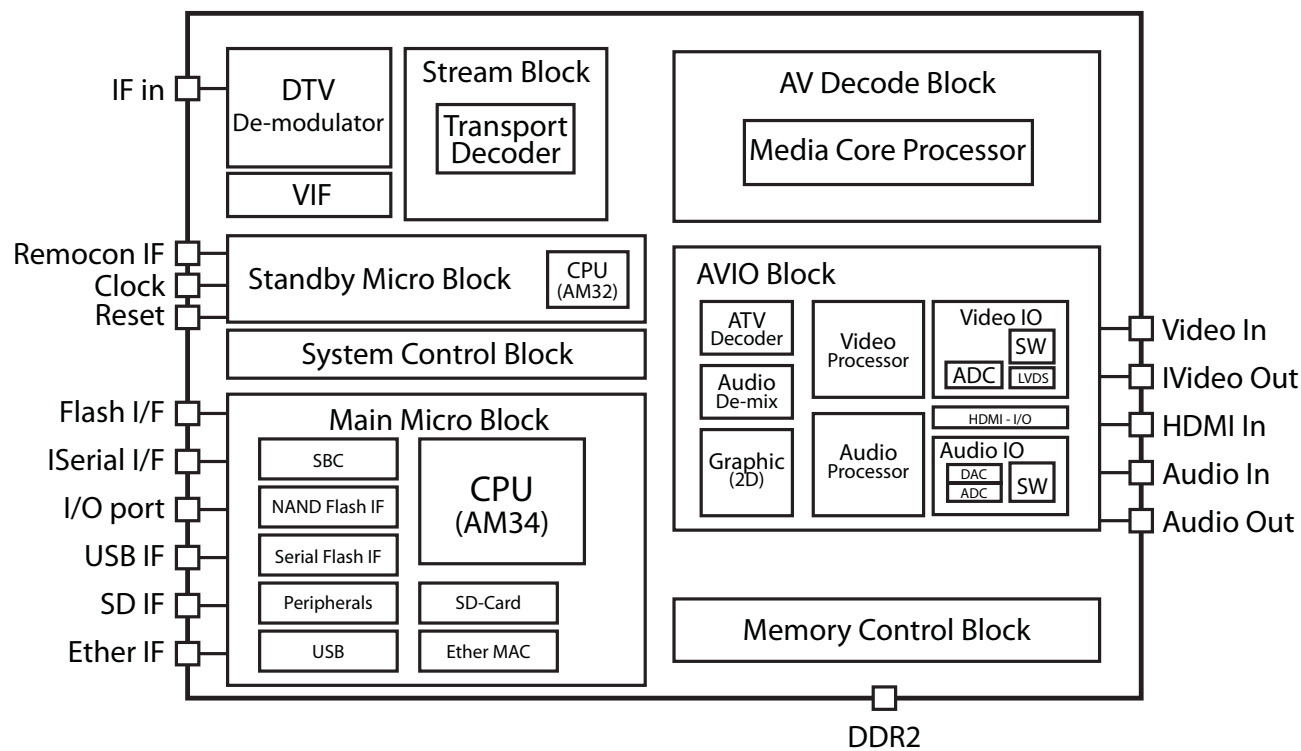 IF in
DTV
De-modulator
VIF
Stream Block
Transport
Decoder
AV Decode Block
Media Core Processor
Remocon IF
Clock
Reset
Standby Micro Block
CPU
(AM32)
System Control Block
Flash I/F
ISerial I/F
I/O port
USB IF
SD IF
Ether IF
Main Micro Block
SBC
NAND Flash IF
Serial Flash IF
Peripherals
USB
CPU
(AM34)
SD-Card
Ether MAC
AVIO Block
ATV
Decoder
Audio
De-mix
Graphic
(2D)
Video
Processor
Audio
Processor
Video IO
SW
ADC
LVDS
HDMI - I/O
Audio IO
DAC
ADC
SW
Video In
IVideo Out
HDMI In
Audio In
Audio Out
Memory Control Block
DDR2